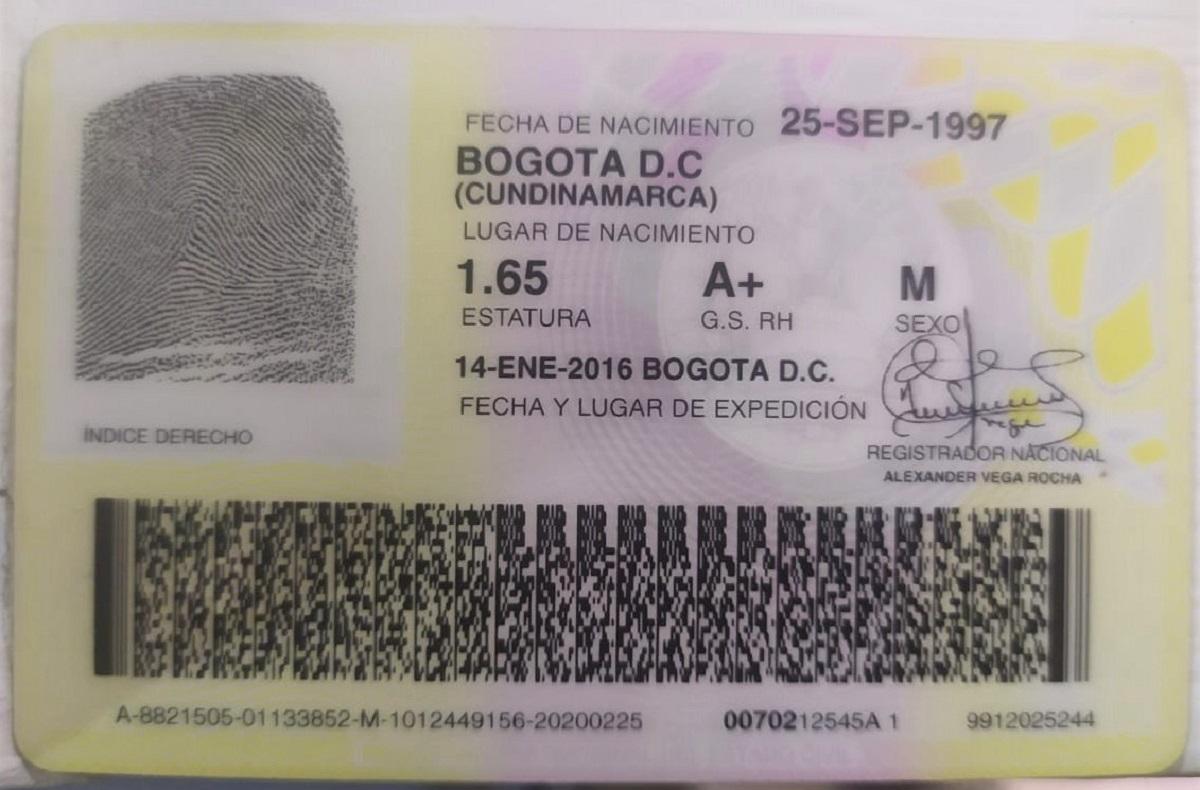 FECHA DE NACIMIENTO 25-SEP-1997
BOGOTA D.C
(CUNDINAMARCA)
LUGAR DE NACIMIENTO
1.65 A+ M
ESTATURA G.S. RH SEXO
14-ENE-2016 BOGOTA D.C.
FECHA Y LUGAR DE EXPEDICIÓN
ÍNDICE DERECHO
REGISTRADOR NACIONAL
ALEXANDER VEGA ROCHA
A-8821505-01133852-M-1012449156-20200225 0070212545A 1 9912025244